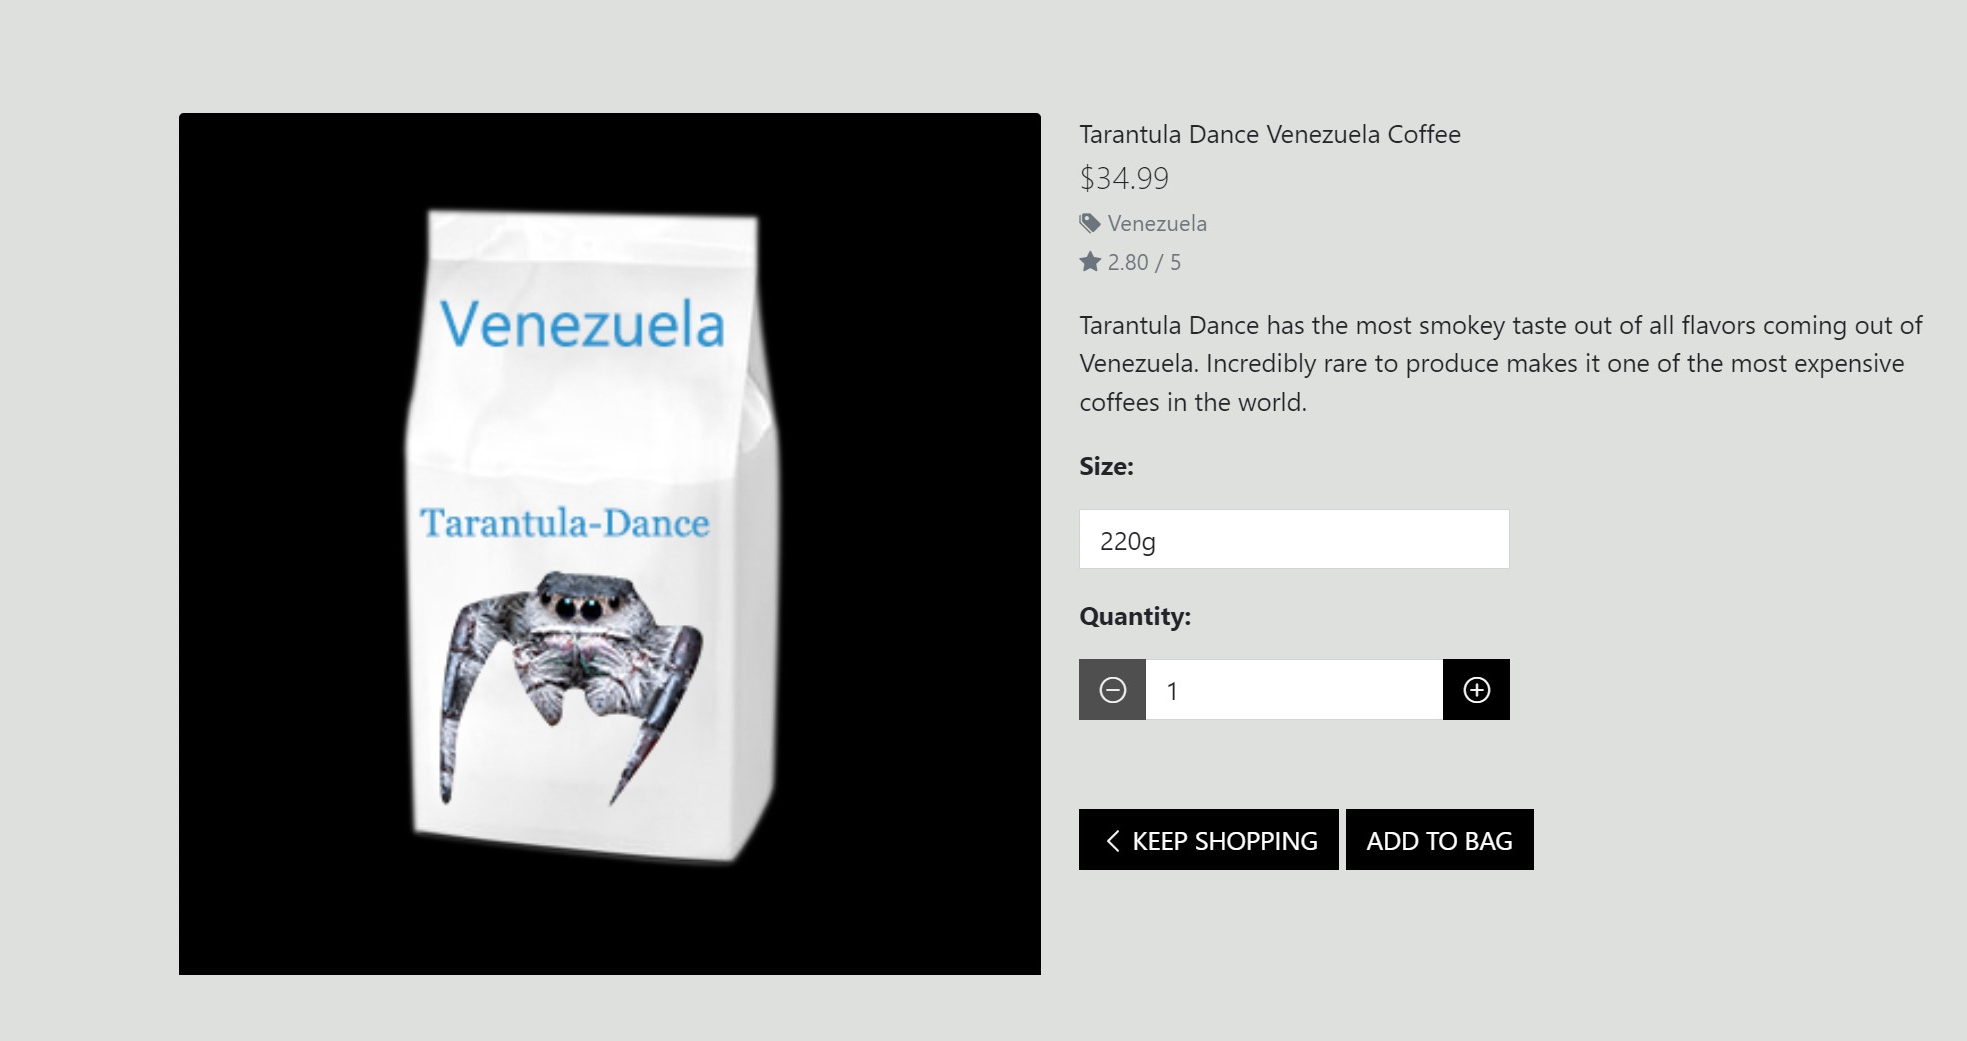 Venezuela
Tarantula-Dance
Tarantula Dance Venezuela Coffee
$34.99
Venezuela
2.80 / 5
Tarantula Dance has the most smokey taste out of all flavors coming out of
Venezuela. Incredibly rare to produce makes it one of the most expensive
coffees in the world.
Size:
220g
Quantity:
1
KEEP SHOPPING
ADD TO BAG